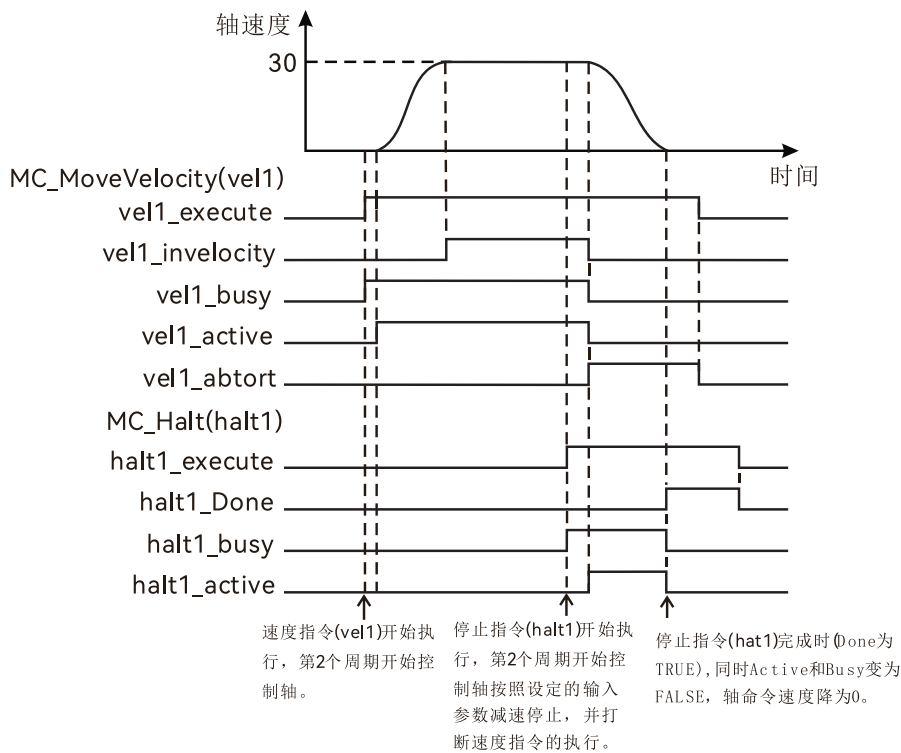 轴速度
30
时间
MC_MoveVelocity(vel1)
vel1_execute
vel1_invelocity
vel1_busy
vel1_active
vel1_abtort
MC_Halt(halt1)
halt1_execute
halt1_Done
halt1_busy
halt1_active
速度指令(vel1)开始执
行，第2个周期开始控
制轴。
停止指令(halt1)开始执
行，第2个周期开始控
制轴按照设定的输入
参数减速停止，并打
断速度指令的执行。
停止指令(hat1)完成时(Done为
TRUE),同时Active和Busy变为
FALSE，轴命令速度降为0。